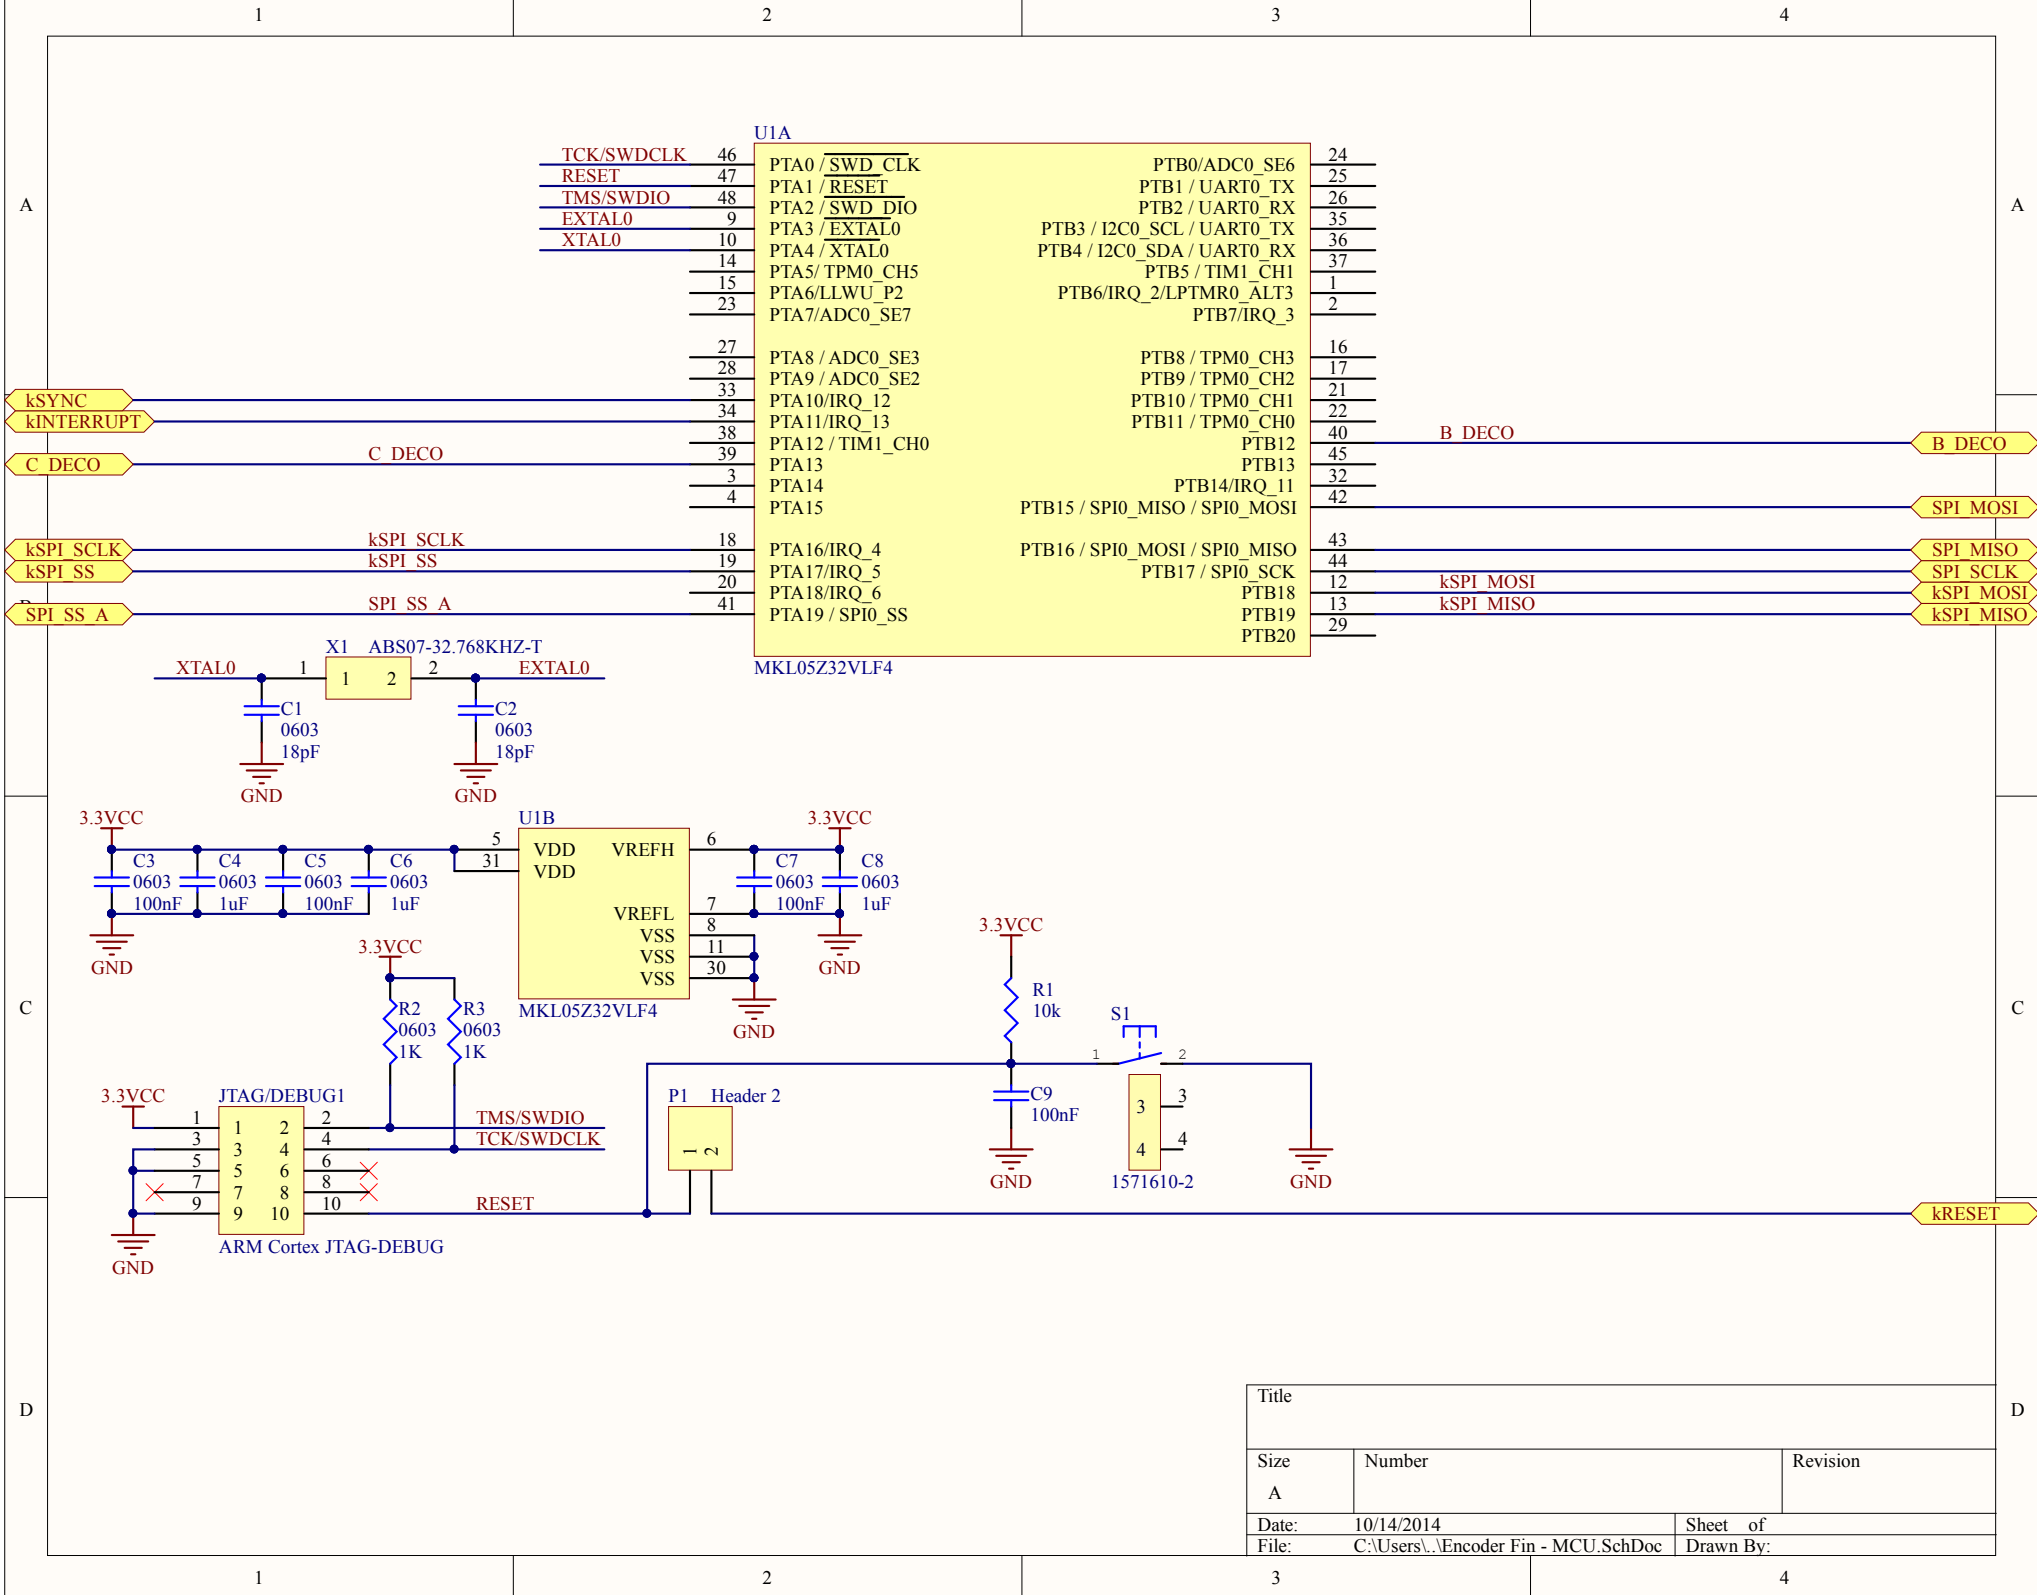 1 2 3 4
U1A
TCK/SWDCLK 46 PTA0 / SWD_CLK PTB0/ADC0_SE6 24
RESET 47 PTA1 / RESET PTB1 / UART0_TX 25
TMS/SWDIO 48 PTA2 / SWD_DIO PTB2 / UART0_RX 26
A EXTAL0 9 PTA3 / EXTAL0 PTB3 / I2C0_SCL / UART0_TX 35 A
XTAL0 10 PTA4 / XTAL0 PTB4 / I2C0_SDA / UART0_RX 36
14 PTA5/ TPM0_CH5 PTB5 / TIM1_CH1 37
15 PTA6/LLWU_P2 PTB6/IRQ_2/LPTMR0_ALT3 1
23 PTA7/ADC0_SE7 PTB7/IRQ_3 2
27 PTA8 / ADC0_SE3 PTB8 / TPM0_CH3 16
28 PTA9 / ADC0_SE2 PTB9 / TPM0_CH2 17
kSYNC 33 PTA10/IRQ_12 PTB10 / TPM0_CH1 21
kINTERRUPT 34 PTA11/IRQ_13 PTB11 / TPM0_CH0 22
38 PTA12 / TIM1_CH0 PTB12 40 B_DECO B_DECO
C_DECO C_DECO 39 PTA13 PTB13 45
3 PTA14 PTB14/IRQ_11 32
4 PTA15 PTB15 / SPI0_MISO / SPI0_MOSI 42 SPI_MOSI
kSPI_SCLK kSPI_SCLK 18 PTA16/IRQ_4 PTB16 / SPI0_MOSI / SPI0_MISO 43 SPI_MISO
kSPI_SS kSPI_SS 19 PTA17/IRQ_5 PTB17 / SPI0_SCK 44 SPI_SCLK
20 PTA18/IRQ_6 PTB18 12 kSPI_MOSI kSPI_MOSI
SPI_SS_A SPI_SS_A 41 PTA19 / SPI0_SS PTB19 13 kSPI_MISO kSPI_MISO
PTB20 29
MKL05Z32VLF4
X1 ABS07-32.768KHZ-T
XTAL0 1 1 2 2 EXTAL0
C1 C2
0603 0603
18pF 18pF
GND GND
3.3VCC U1B 3.3VCC
5 VDD VREFH 6
31 VDD
C3 C4 C5 C6 C7 C8
0603 0603 0603 0603 0603 0603
100nF 1uF 100nF 1uF 100nF 1uF
VREFL 7
VSS 8
VSS 11
VSS 30
GND GND
MKL05Z32VLF4
GND
3.3VCC 3.3VCC
C R2 R3 R1 C
0603 0603 10k
1K 1K
S1
1 2
3.3VCC JTAG/DEBUG1 P1 Header 2 C9 3 3
100nF 4 4
1 1 2 2 TMS/SWDIO
3 3 4 4 TCK/SWDCLK
5 5 6 6
7 7 8 8
9 9 10 10 RESET 1 2 kRESET
GND 1571610-2 GND
ARM Cortex JTAG-DEBUG
GND
D D
Title
Size Number Revision
A
Date: 10/14/2014 Sheet of
File: C:\Users\..\Encoder Fin - MCU.SchDoc Drawn By:
1 2 3 4